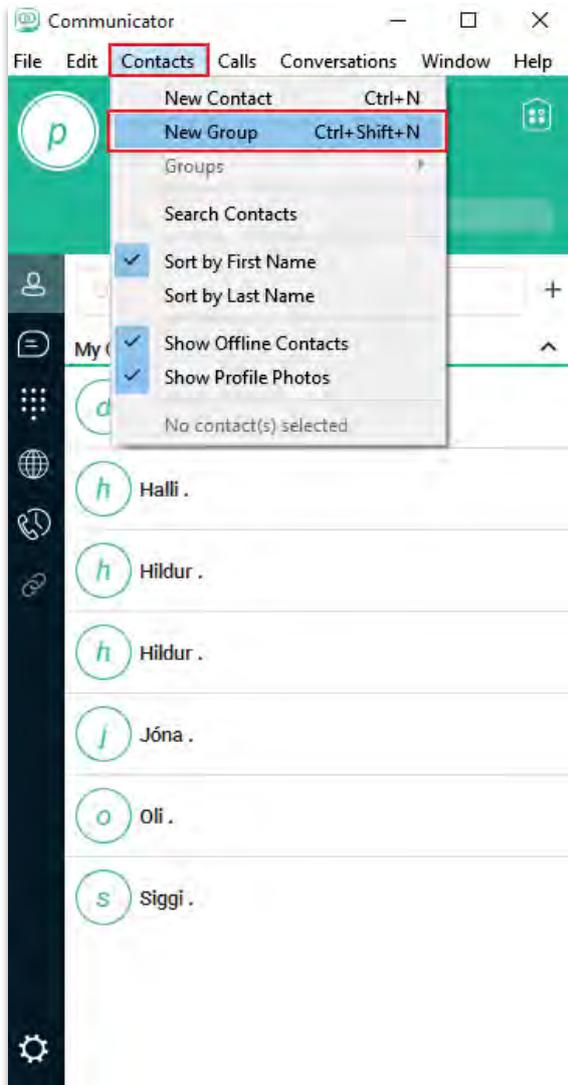 Communicator
File Edit Contacts Calls Conversations Window Help
New Contact Ctrl+N
p
New Group Ctrl+Shift+N
Groups
Search Contacts
Sort by First Name
Sort by Last Name
Show Offline Contacts
My
Show Profile Photos
d
No contact(s) selected
h Halli .
h Hildur .
h Hildur .
j Jóna .
o Oli .
s Siggi .